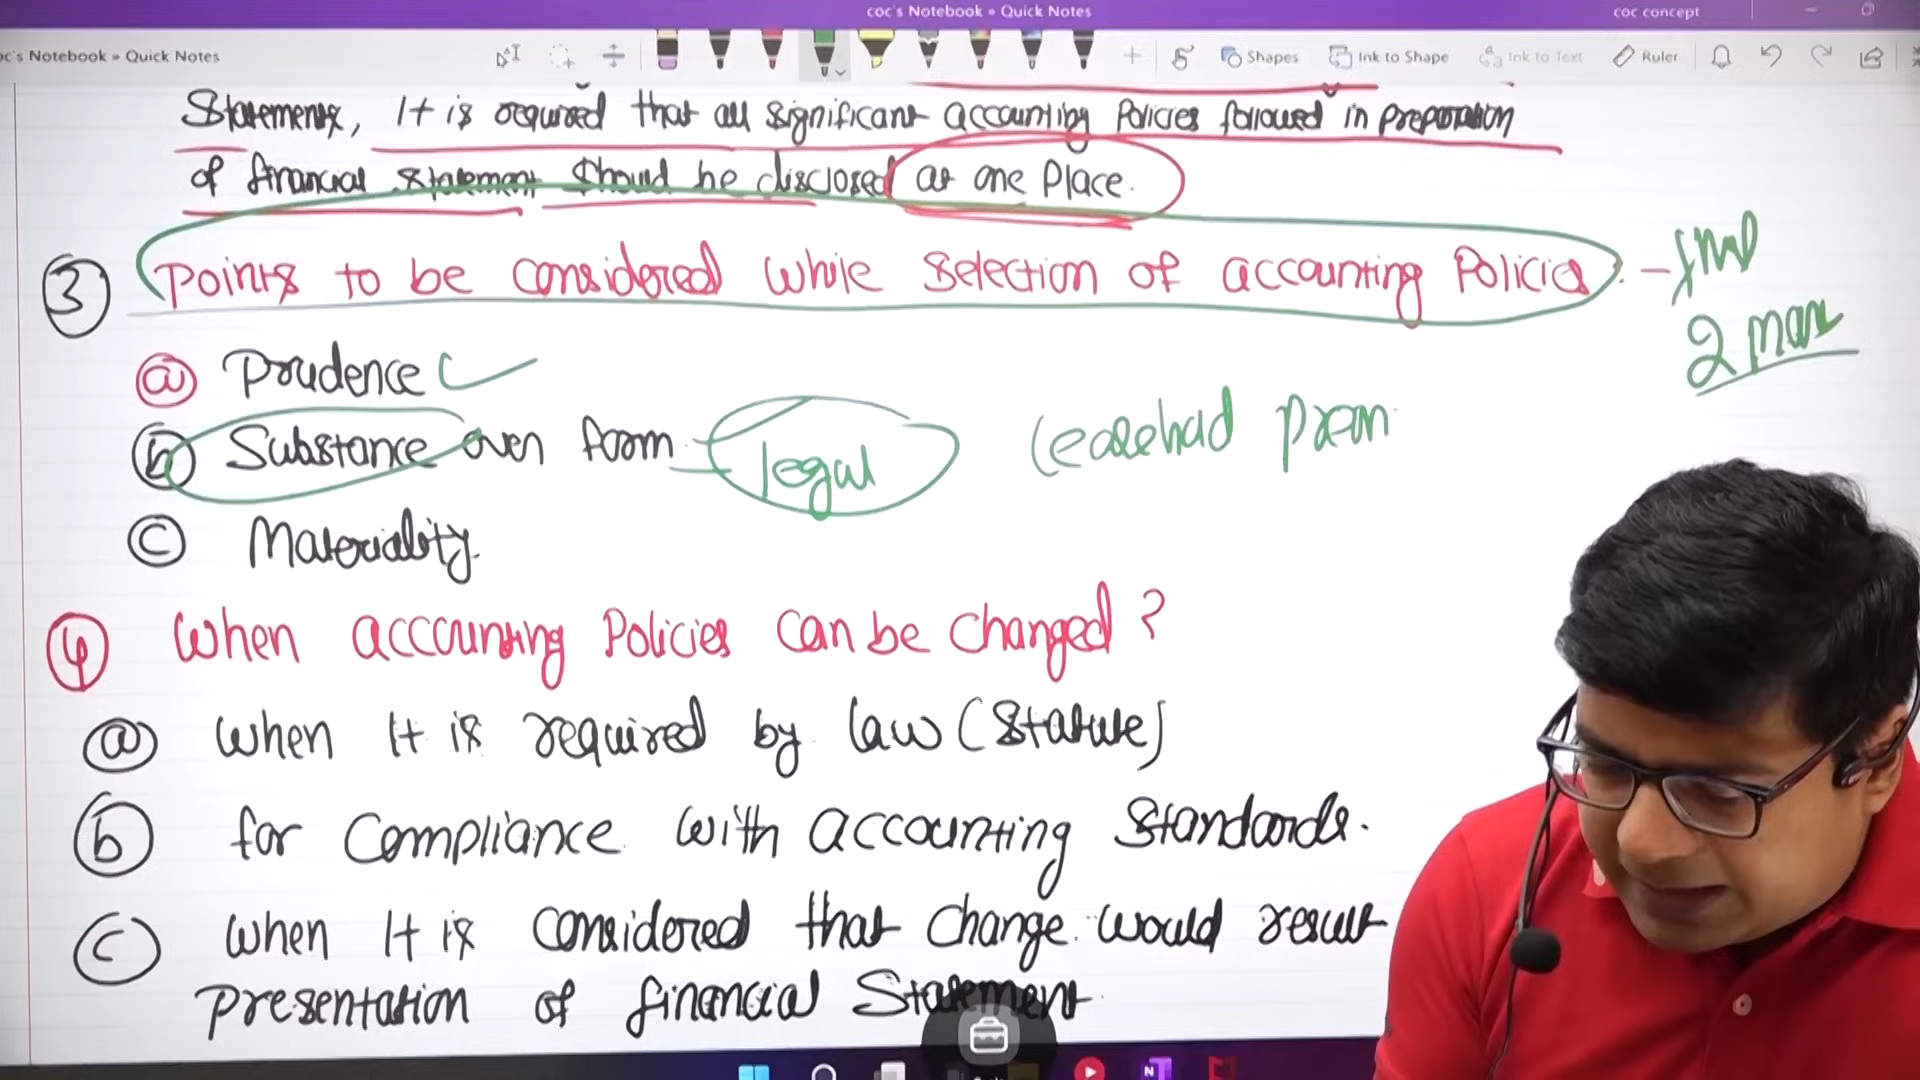 coc's Notebook » Quick Notes
coc concept
oc's Notebook » Quick Notes
Shapes
Ink to Shape
Ink to Text
Ruler
Statements, It is required that all significant accounting Policies followed in preparation
of financial statement should be disclosed at one Place.
③ Points to be considered while selection of accounting Policies. -
2 mar
ⓐ Prudence
ⓑ Substance over form legal
ⓒ Materiality.
④ When accounting Policies can be changed?
ⓐ When It is required by law (Statute)
ⓑ for compliance with accounting Standards.
ⓒ When It is considered that change would result
presentation of financial Statement